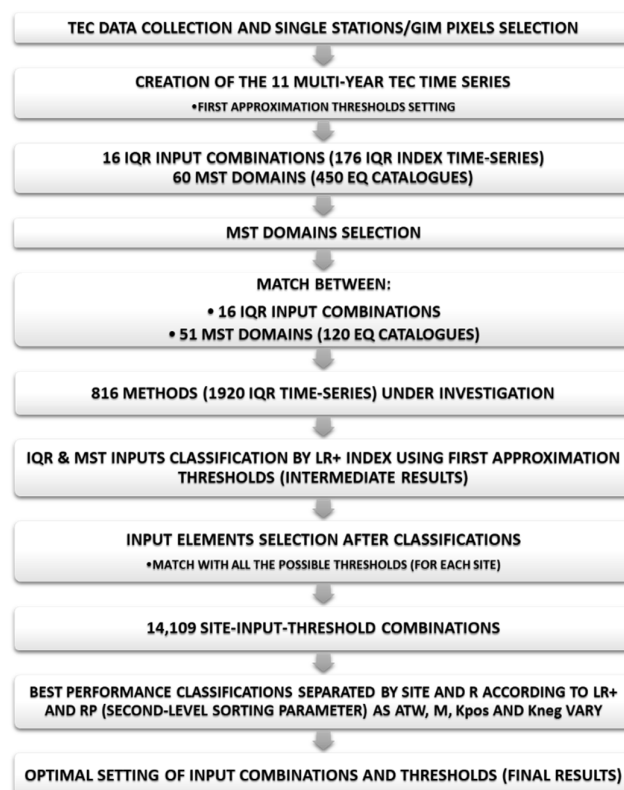 TEC DATA COLLECTION AND SINGLE STATIONS/GIM PIXELS SELECTION
CREATION OF THE 11 MULTI-YEAR TEC TIME SERIES
•FIRST APPROXIMATION THRESHOLDS SETTING
16 IQR INPUT COMBINATIONS (176 IQR INDEX TIME-SERIES)
60 MST DOMAINS (450 EQ CATALOGUES)
MST DOMAINS SELECTION
MATCH BETWEEN:
• 16 IQR INPUT COMBINATIONS
• 51 MST DOMAINS (120 EQ CATALOGUES)
816 METHODS (1920 IQR TIME-SERIES) UNDER INVESTIGATION
IQR & MST INPUTS CLASSIFICATION BY LR+ INDEX USING FIRST APPROXIMATION
THRESHOLDS (INTERMEDIATE RESULTS)
INPUT ELEMENTS SELECTION AFTER CLASSIFICATIONS
•MATCH WITH ALL THE POSSIBLE THRESHOLDS (FOR EACH SITE)
14,109 SITE-INPUT-THRESHOLD COMBINATIONS
BEST PERFORMANCE CLASSIFICATIONS SEPARATED BY SITE AND R ACCORDING TO LR+
AND RP (SECOND-LEVEL SORTING PARAMETER) AS ATW, M, Kpos AND Kneg VARY
OPTIMAL SETTING OF INPUT COMBINATIONS AND THRESHOLDS (FINAL RESULTS)